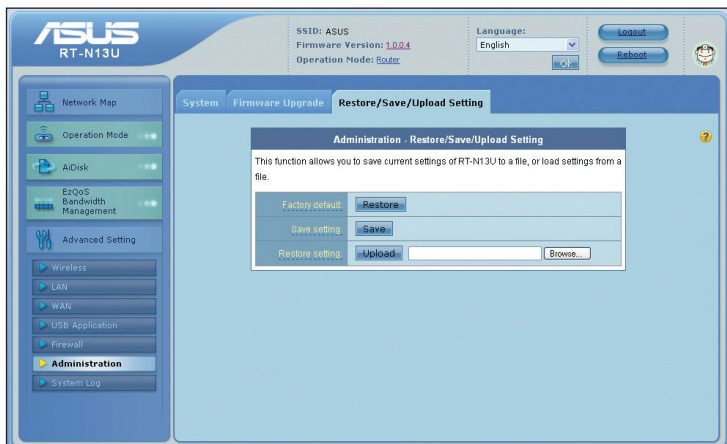 ASUS
RT-N13U
SSID: ASUS
Firmware Version: 1.0.0.4
Operation Mode: Router
Language:
English
Ok
Logout
Reboot
Network Map
Operation Mode
AiDisk
EzQoS
Bandwidth
Management
Advanced Setting
Wireless
LAN
WAN
USB Application
Firewall
Administration
System Log
System
Firmware Upgrade
Restore/Save/Upload Setting
Administration - Restore/Save/Upload Setting
This function allows you to save current settings of RT-N13U to a file, or load settings from a
file.
Factory default:
Restore
Save setting:
Save
Restore setting:
Upload
Browse...